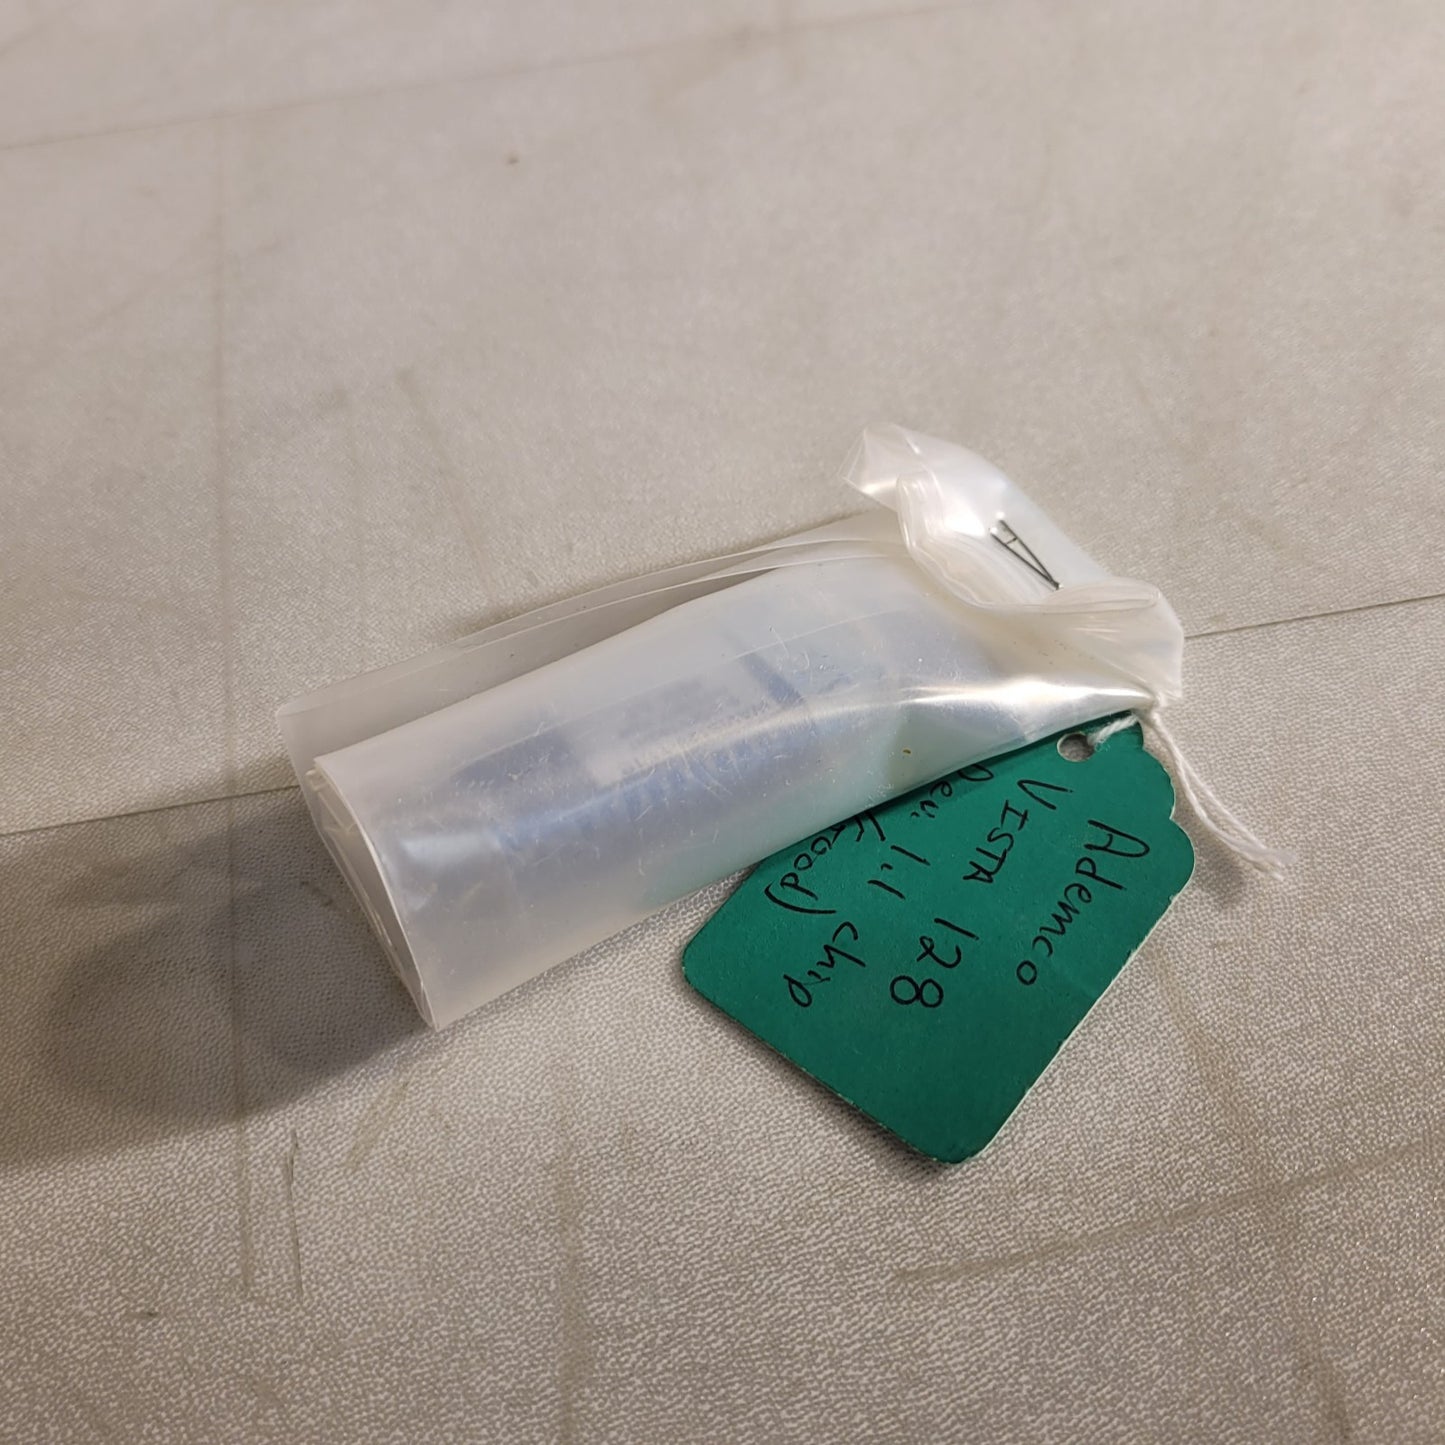 Ademco
VISTA 128
Rev: 1.1 chip
(Good)